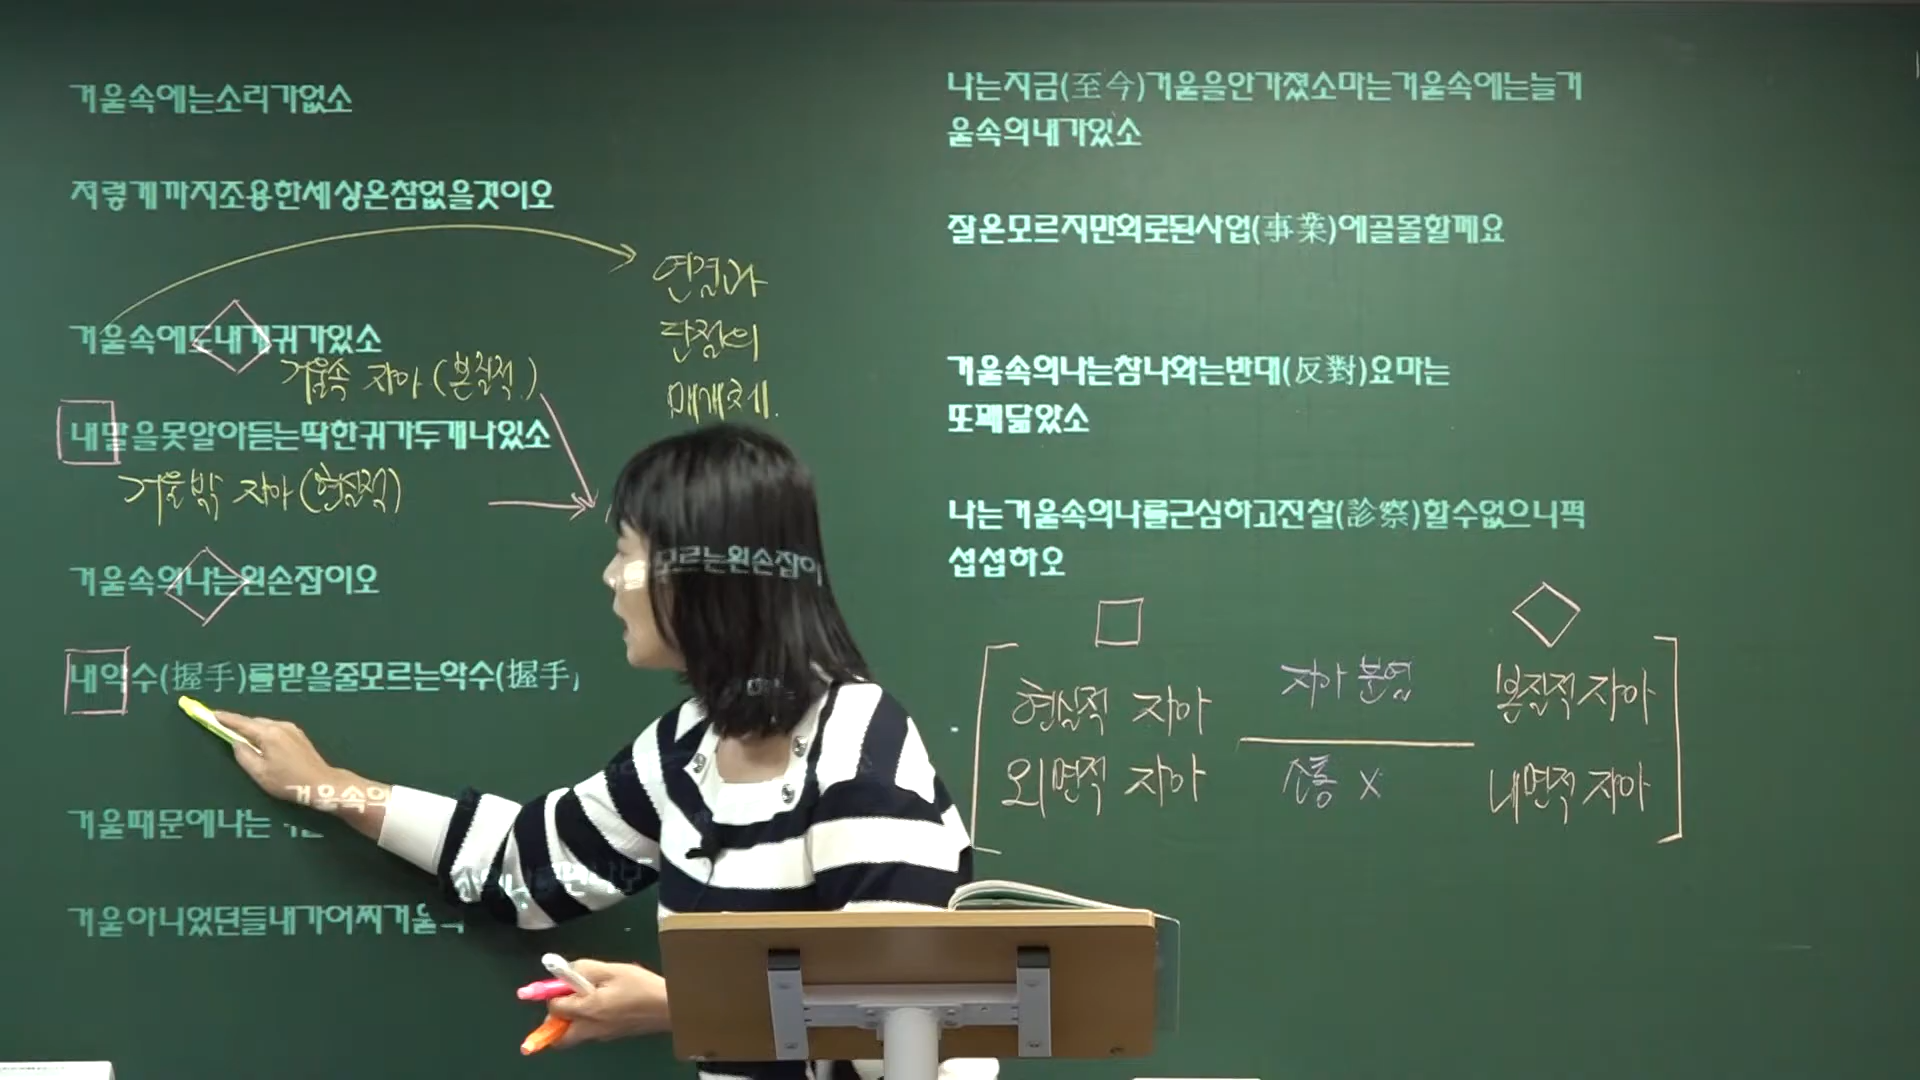 거울속에는소리가없소
저렇게까지조용한세상은참없을것이오
거울속에도내가귀가있소
거울속 자아 (본질적)
내말을못알아듣는딱한귀가두개나있소
거울 밖 자아 (현실적)
연결과
단절의
매개체.
거울속의나는왼손잡이오
내악수(握手)를받을줄모르는악수(握手)
모르는왼손잡이
거울속의
거울때문에나는
거울아니었던들내가어찌거울속
나는지금(至今)거울을안가졌소마는거울속에는늘거
울속의내가있소
잘은모르지만외로된사업(事業)에골몰할께요
거울속의나는참나와는반대(反對)요마는
또꽤닮았소
나는거울속의나를근심하고진찰(診察)할수없으니퍽
섭섭하오
현실적 자아 자아 분열 본질적 자아
외면적 자아 소통 X 내면적 자아